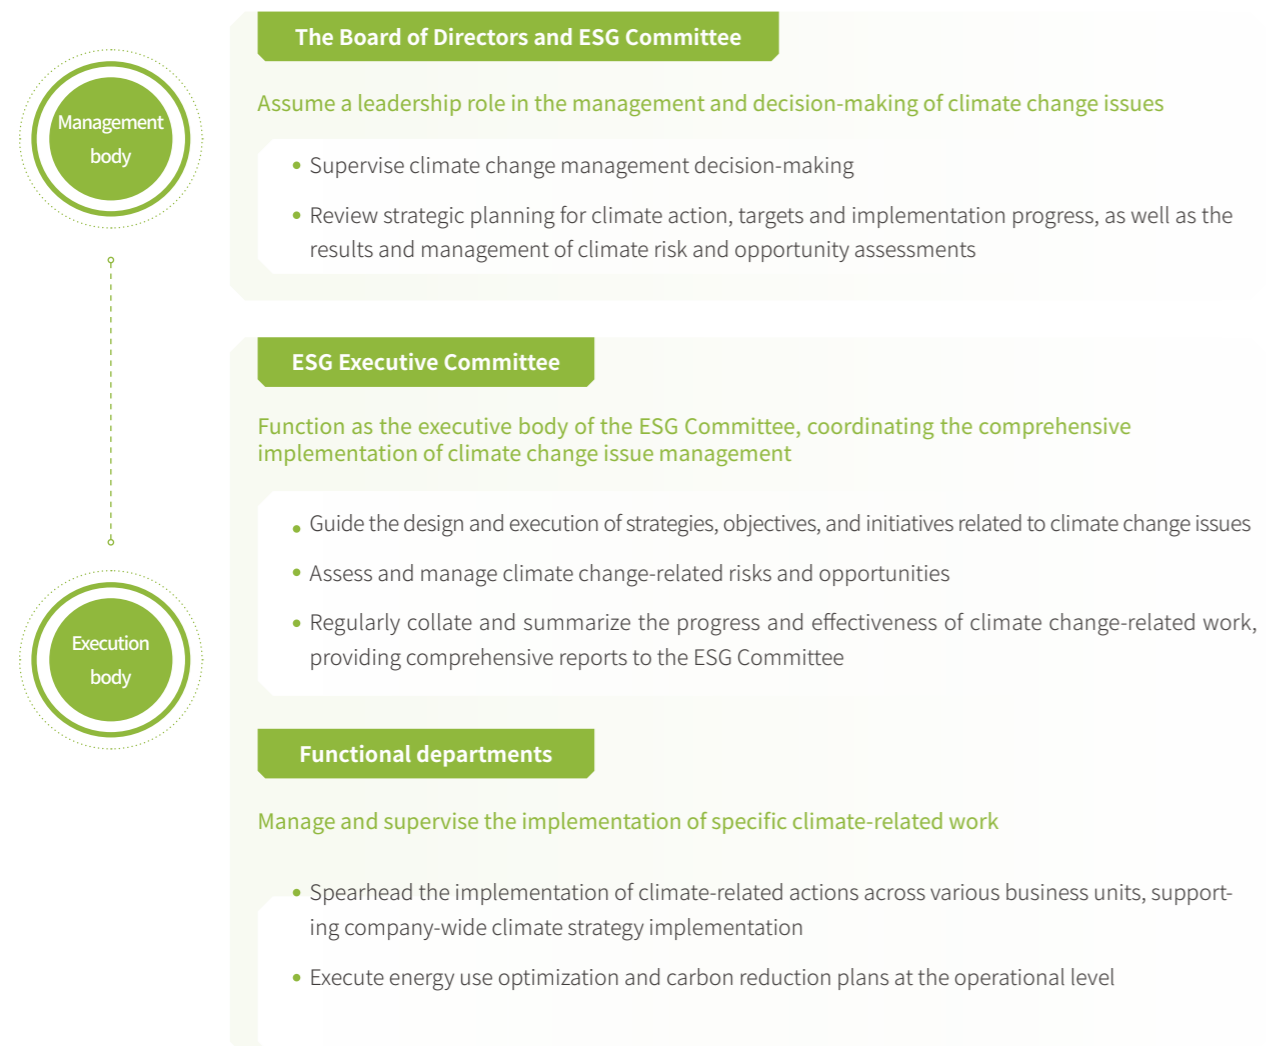 The Board of Directors and ESG Committee
Management
body
Assume a leadership role in the management and decision-making of climate change issues
• Supervise climate change management decision-making
• Review strategic planning for climate action, targets and implementation progress, as well as the
results and management of climate risk and opportunity assessments
ESG Executive Committee
Function as the executive body of the ESG Committee, coordinating the comprehensive
implementation of climate change issue management
• Guide the design and execution of strategies, objectives, and initiatives related to climate change issues
• Assess and manage climate change-related risks and opportunities
• Regularly collate and summarize the progress and effectiveness of climate change-related work,
providing comprehensive reports to the ESG Committee
Execution
body
Functional departments
Manage and supervise the implementation of specific climate-related work
• Spearhead the implementation of climate-related actions across various business units, support-
ing company-wide climate strategy implementation
• Execute energy use optimization and carbon reduction plans at the operational level